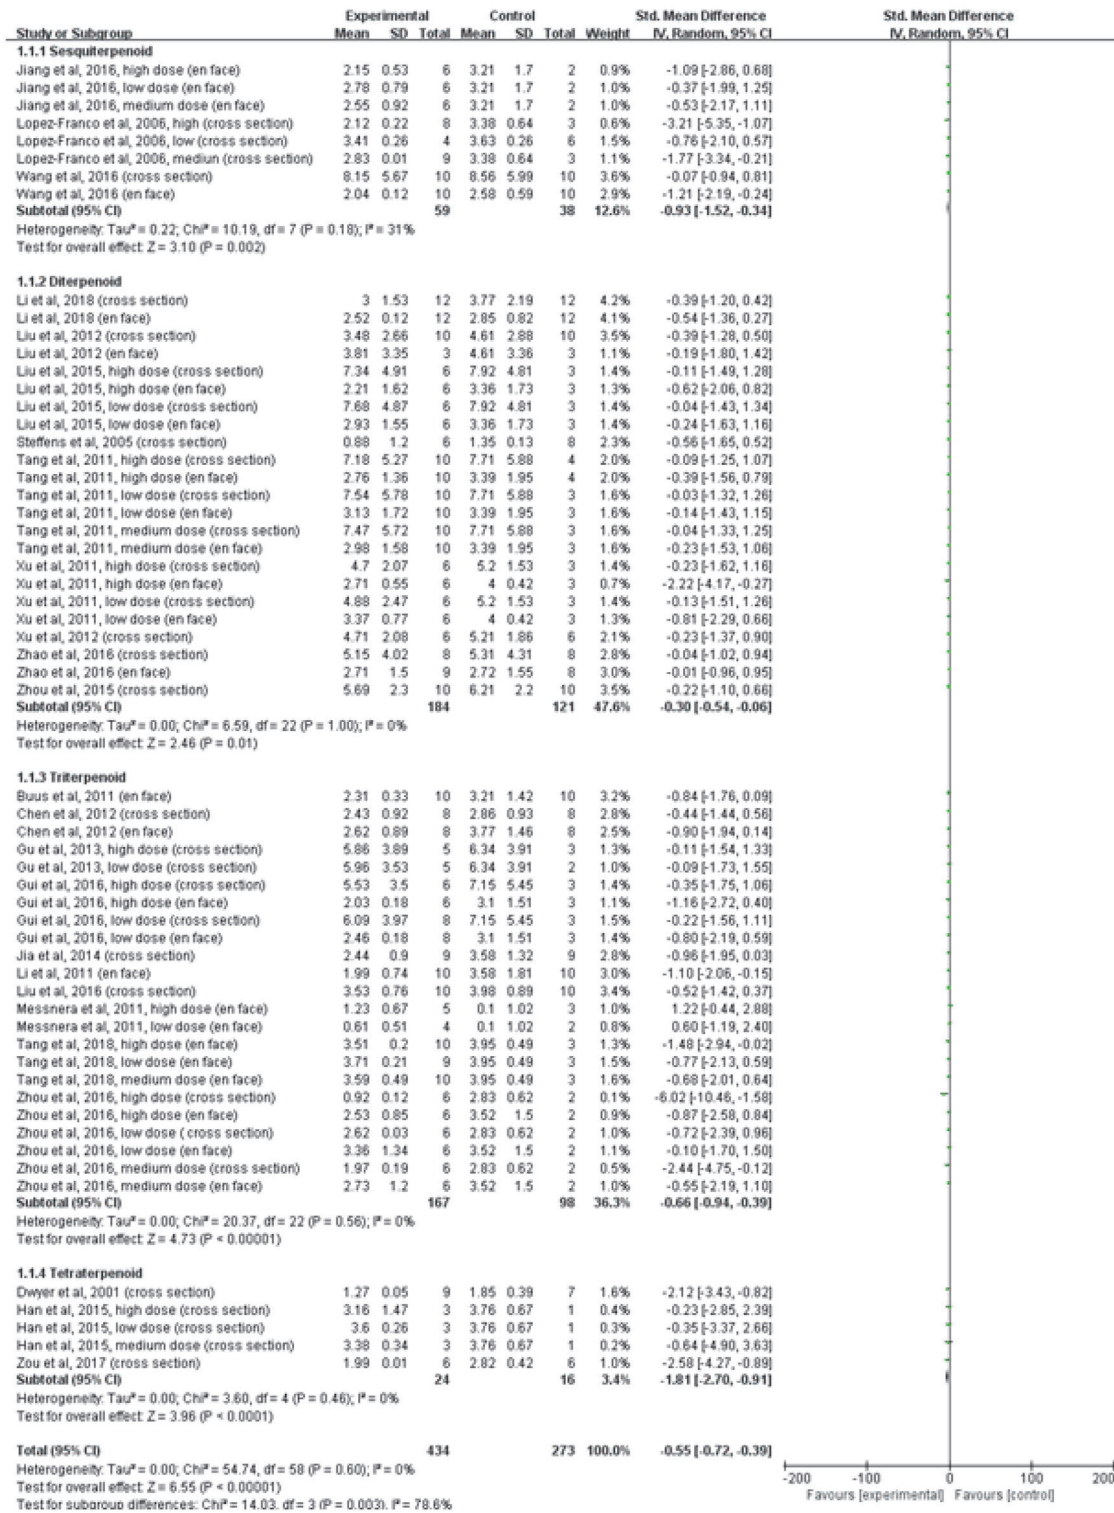 Experimental Control Std. Mean Difference Std. Mean Difference
Study or Subgroup Mean SD Total Mean SD Total Weight IV, Random, 95% CI IV, Random, 95% CI
1.1.1 Sesquiterpenoid
Jiang et al, 2016, high dose (en face) 2.15 0.53 6 3.21 1.7 2 0.9% -1.09 [-2.86, 0.68]
Jiang et al, 2016, low dose (en face) 2.78 0.79 6 3.21 1.7 2 1.0% -0.37 [-1.99, 1.25]
Jiang et al, 2016, medium dose (en face) 2.55 0.92 6 3.21 1.7 2 1.0% -0.53 [-2.17, 1.11]
Lopez-Franco et al, 2006, high (cross section) 2.12 0.22 8 3.38 0.64 3 0.6% -3.21 [-5.35, -1.07]
Lopez-Franco et al, 2006, low (cross section) 3.41 0.26 4 3.63 0.26 6 1.5% -0.76 [-2.10, 0.57]
Lopez-Franco et al, 2006, mediun (cross section) 2.83 0.01 9 3.38 0.64 3 1.1% -1.77 [-3.34, -0.21]
Wang et al, 2016 (cross section) 8.15 5.67 10 8.56 5.99 10 3.6% -0.07 [-0.94, 0.81]
Wang et al, 2016 (en face) 2.04 0.12 10 2.58 0.59 10 2.9% -1.21 [-2.19, -0.24]
Subtotal (95% CI) 59 38 12.6% -0.93 [-1.52, -0.34]
Heterogeneity: Tau² = 0.22; Chi² = 10.19, df = 7 (P = 0.18); I² = 31%
Test for overall effect: Z = 3.10 (P = 0.002)
1.1.2 Diterpenoid
Li et al, 2018 (cross section) 3 1.53 12 3.77 2.19 12 4.2% -0.39 [-1.20, 0.42]
Li et al, 2018 (en face) 2.52 0.12 12 2.85 0.82 12 4.1% -0.54 [-1.36, 0.27]
Liu et al, 2012 (cross section) 3.48 2.66 10 4.61 2.88 10 3.5% -0.39 [-1.28, 0.50]
Liu et al, 2012 (en face) 3.81 3.35 3 4.61 3.36 3 1.1% -0.19 [-1.80, 1.42]
Liu et al, 2015, high dose (cross section) 7.34 4.91 6 7.92 4.81 3 1.4% -0.11 [-1.49, 1.28]
Liu et al, 2015, high dose (en face) 2.21 1.62 6 3.36 1.73 3 1.3% -0.62 [-2.06, 0.82]
Liu et al, 2015, low dose (cross section) 7.68 4.87 6 7.92 4.81 3 1.4% -0.04 [-1.43, 1.34]
Liu et al, 2015, low dose (en face) 2.93 1.55 6 3.36 1.73 3 1.4% -0.24 [-1.63, 1.16]
Steffens et al, 2005 (cross section) 0.88 1.2 6 1.35 0.13 8 2.3% -0.56 [-1.65, 0.52]
Tang et al, 2011, high dose (cross section) 7.18 5.27 10 7.71 5.88 4 2.0% -0.09 [-1.25, 1.07]
Tang et al, 2011, high dose (en face) 2.76 1.36 10 3.39 1.95 4 2.0% -0.39 [-1.56, 0.79]
Tang et al, 2011, low dose (cross section) 7.54 5.78 10 7.71 5.88 3 1.6% -0.03 [-1.32, 1.26]
Tang et al, 2011, low dose (en face) 3.13 1.72 10 3.39 1.95 3 1.6% -0.14 [-1.43, 1.15]
Tang et al, 2011, medium dose (cross section) 7.47 5.72 10 7.71 5.88 3 1.6% -0.04 [-1.33, 1.25]
Tang et al, 2011, medium dose (en face) 2.98 1.58 10 3.39 1.95 3 1.6% -0.23 [-1.53, 1.06]
Xu et al, 2011, high dose (cross section) 4.7 2.07 6 5.2 1.53 3 1.4% -0.23 [-1.62, 1.16]
Xu et al, 2011, high dose (en face) 2.71 0.55 6 4 0.42 3 0.7% -2.22 [-4.17, -0.27]
Xu et al, 2011, low dose (cross section) 4.88 2.47 6 5.2 1.53 3 1.4% -0.13 [-1.51, 1.26]
Xu et al, 2011, low dose (en face) 3.37 0.77 6 4 0.42 3 1.3% -0.81 [-2.29, 0.66]
Xu et al, 2012 (cross section) 4.71 2.08 6 5.21 1.86 6 2.1% -0.23 [-1.37, 0.90]
Zhao et al, 2016 (cross section) 5.15 4.02 8 5.31 4.31 8 2.8% -0.04 [-1.02, 0.94]
Zhao et al, 2016 (en face) 2.71 1.5 9 2.72 1.55 8 3.0% -0.01 [-0.96, 0.95]
Zhou et al, 2015 (cross section) 5.69 2.3 10 6.21 2.2 10 3.5% -0.22 [-1.10, 0.66]
Subtotal (95% CI) 184 121 47.6% -0.30 [-0.54, -0.06]
Heterogeneity: Tau² = 0.00; Chi² = 6.59, df = 22 (P = 1.00); I² = 0%
Test for overall effect: Z = 2.46 (P = 0.01)
1.1.3 Triterpenoid
Buus et al, 2011 (en face) 2.31 0.33 10 3.21 1.42 10 3.2% -0.84 [-1.76, 0.09]
Chen et al, 2012 (cross section) 2.43 0.92 8 2.86 0.93 8 2.8% -0.44 [-1.44, 0.56]
Chen et al, 2012 (en face) 2.62 0.89 8 3.77 1.46 8 2.5% -0.90 [-1.94, 0.14]
Gu et al, 2013, high dose (cross section) 5.86 3.89 5 6.34 3.91 3 1.3% -0.11 [-1.54, 1.33]
Gu et al, 2013, low dose (cross section) 5.96 3.53 5 6.34 3.91 2 1.0% -0.09 [-1.73, 1.55]
Gui et al, 2016, high dose (cross section) 5.53 3.5 6 7.15 5.45 3 1.4% -0.35 [-1.75, 1.06]
Gui et al, 2016, high dose (en face) 2.03 0.18 6 3.1 1.51 3 1.1% -1.16 [-2.72, 0.40]
Gui et al, 2016, low dose (cross section) 6.09 3.97 8 7.15 5.45 3 1.5% -0.22 [-1.56, 1.11]
Gui et al, 2016, low dose (en face) 2.46 0.18 8 3.1 1.51 3 1.4% -0.80 [-2.19, 0.59]
Jia et al, 2014 (cross section) 2.44 0.9 9 3.58 1.32 9 2.8% -0.96 [-1.95, 0.03]
Li et al, 2011 (en face) 1.99 0.74 10 3.58 1.81 10 3.0% -1.10 [-2.06, -0.15]
Liu et al, 2016 (cross section) 3.53 0.76 10 3.98 0.89 10 3.4% -0.52 [-1.42, 0.37]
Messnera et al, 2011, high dose (en face) 1.23 0.67 5 0.1 1.02 3 1.0% 1.22 [-0.44, 2.88]
Messnera et al, 2011, low dose (en face) 0.61 0.51 4 0.1 1.02 2 0.8% 0.60 [-1.19, 2.40]
Tang et al, 2018, high dose (en face) 3.51 0.2 10 3.95 0.49 3 1.3% -1.48 [-2.94, -0.02]
Tang et al, 2018, low dose (en face) 3.71 0.21 9 3.95 0.49 3 1.5% -0.77 [-2.13, 0.59]
Tang et al, 2018, medium dose (en face) 3.59 0.49 10 3.95 0.49 3 1.6% -0.68 [-2.01, 0.64]
Zhou et al, 2016, high dose (cross section) 0.92 0.12 6 2.83 0.62 2 0.1% -6.02 [-10.46, -1.58]
Zhou et al, 2016, high dose (en face) 2.53 0.85 6 3.52 1.5 2 0.9% -0.87 [-2.58, 0.84]
Zhou et al, 2016, low dose ( cross section) 2.62 0.03 6 2.83 0.62 2 1.0% -0.72 [-2.39, 0.96]
Zhou et al, 2016, low dose (en face) 3.36 1.34 6 3.52 1.5 2 1.1% -0.10 [-1.70, 1.50]
Zhou et al, 2016, medium dose (cross section) 1.97 0.19 6 2.83 0.62 2 0.5% -2.44 [-4.75, -0.12]
Zhou et al, 2016, medium dose (en face) 2.73 1.2 6 3.52 1.5 2 1.0% -0.55 [-2.19, 1.10]
Subtotal (95% CI) 167 98 36.3% -0.66 [-0.94, -0.39]
Heterogeneity: Tau² = 0.00; Chi² = 20.37, df = 22 (P = 0.56); I² = 0%
Test for overall effect: Z = 4.73 (P < 0.00001)
1.1.4 Tetraterpenoid
Dwyer et al, 2001 (cross section) 1.27 0.05 9 1.85 0.39 7 1.6% -2.12 [-3.43, -0.82]
Han et al, 2015, high dose (cross section) 3.16 1.47 3 3.76 0.67 1 0.4% -0.23 [-2.85, 2.39]
Han et al, 2015, low dose (cross section) 3.6 0.26 3 3.76 0.67 1 0.3% -0.35 [-3.37, 2.66]
Han et al, 2015, medium dose (cross section) 3.38 0.34 3 3.76 0.67 1 0.2% -0.64 [-4.90, 3.63]
Zou et al, 2017 (cross section) 1.99 0.01 6 2.82 0.42 6 1.0% -2.58 [-4.27, -0.89]
Subtotal (95% CI) 24 16 3.4% -1.81 [-2.70, -0.91]
Heterogeneity: Tau² = 0.00; Chi² = 3.60, df = 4 (P = 0.46); I² = 0%
Test for overall effect: Z = 3.96 (P < 0.0001)
Total (95% CI) 434 273 100.0% -0.55 [-0.72, -0.39]
Heterogeneity: Tau² = 0.00; Chi² = 54.74, df = 58 (P = 0.60); I² = 0%
Test for overall effect: Z = 6.55 (P < 0.00001)
Test for subgroup differences: Chi² = 14.03, df = 3 (P = 0.003), I² = 78.6%
-200 -100 0 100 200
Favours [experimental] Favours [control]